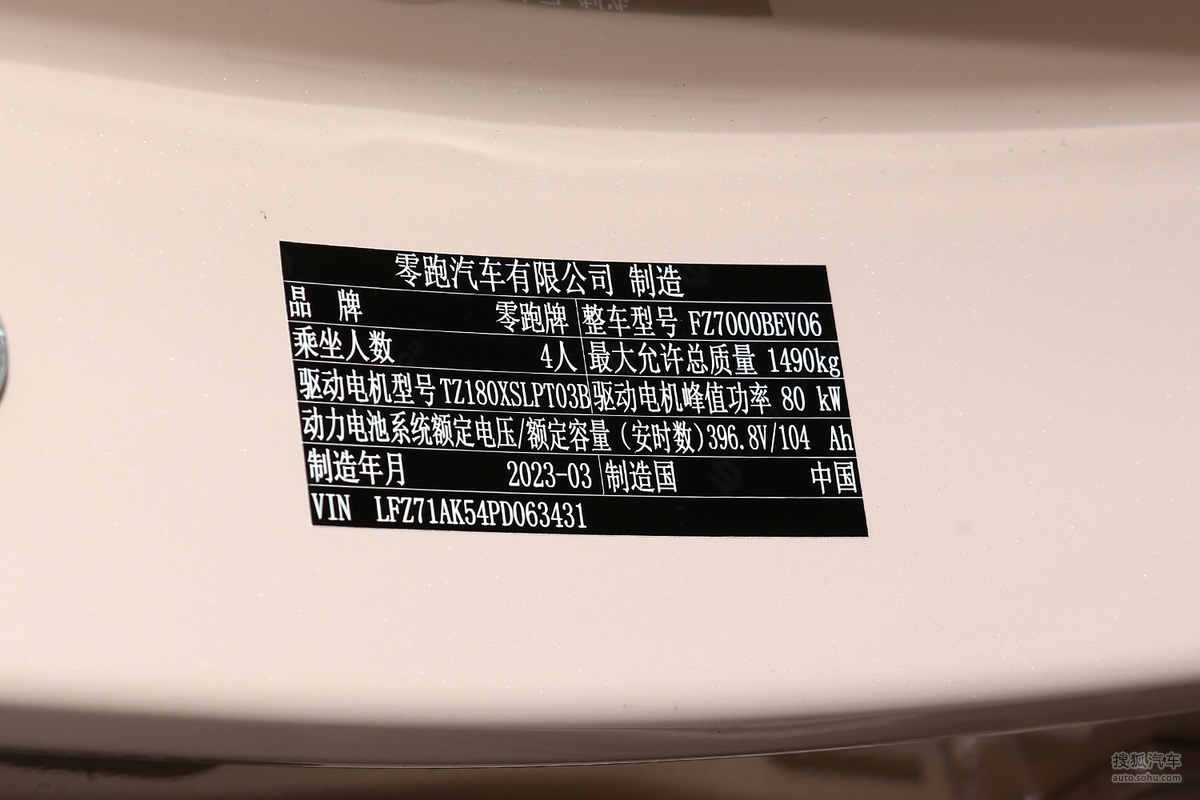 零跑汽车有限公司 制造
品 牌 零跑牌 整车型号 FZ7000BEV06
乘坐人数 4人 最大允许总质量 1490kg
驱动电机型号 TZ180XSLPT03B 驱动电机峰值功率 80 kW
动力电池系统额定电压/额定容量(安时数)396.8V/104 Ah
制造年月 2023-03 制造国 中国
VIN LFZ71AK54PD063431
搜狐汽车
auto.sohu.com